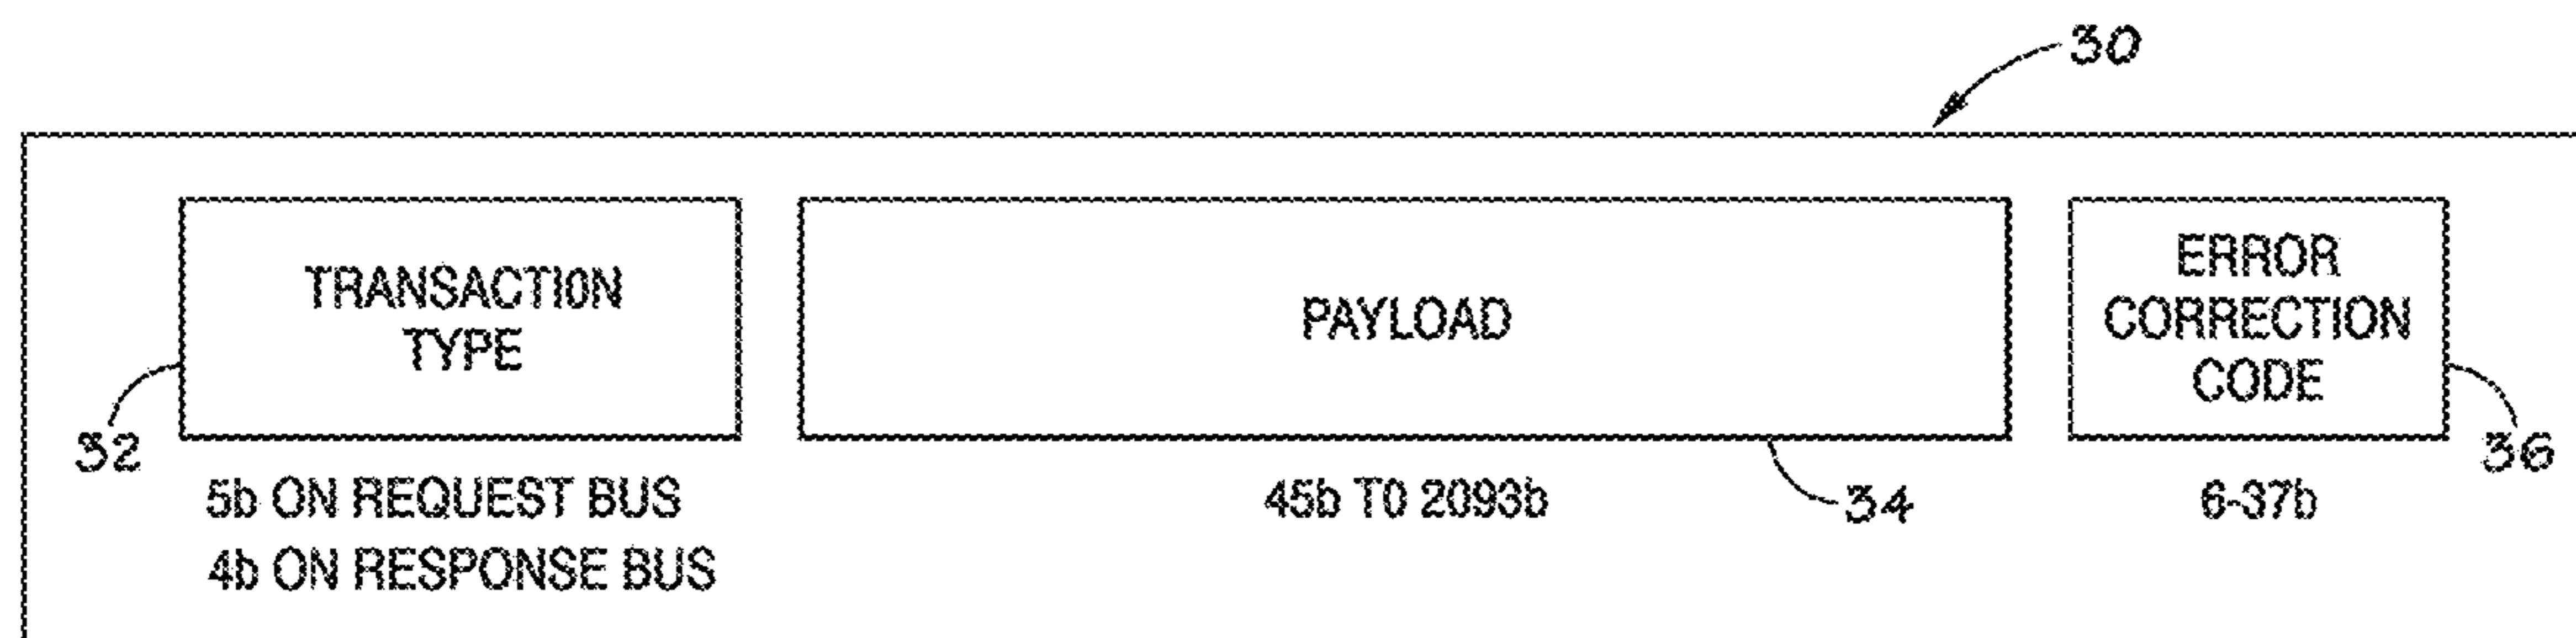 30
TRANSACTION
TYPE
PAYLOAD
ERROR
CORRECTION
CODE
32
34
36
5b ON REQUEST BUS
4b ON RESPONSE BUS
45b TO 2093b
6-37b